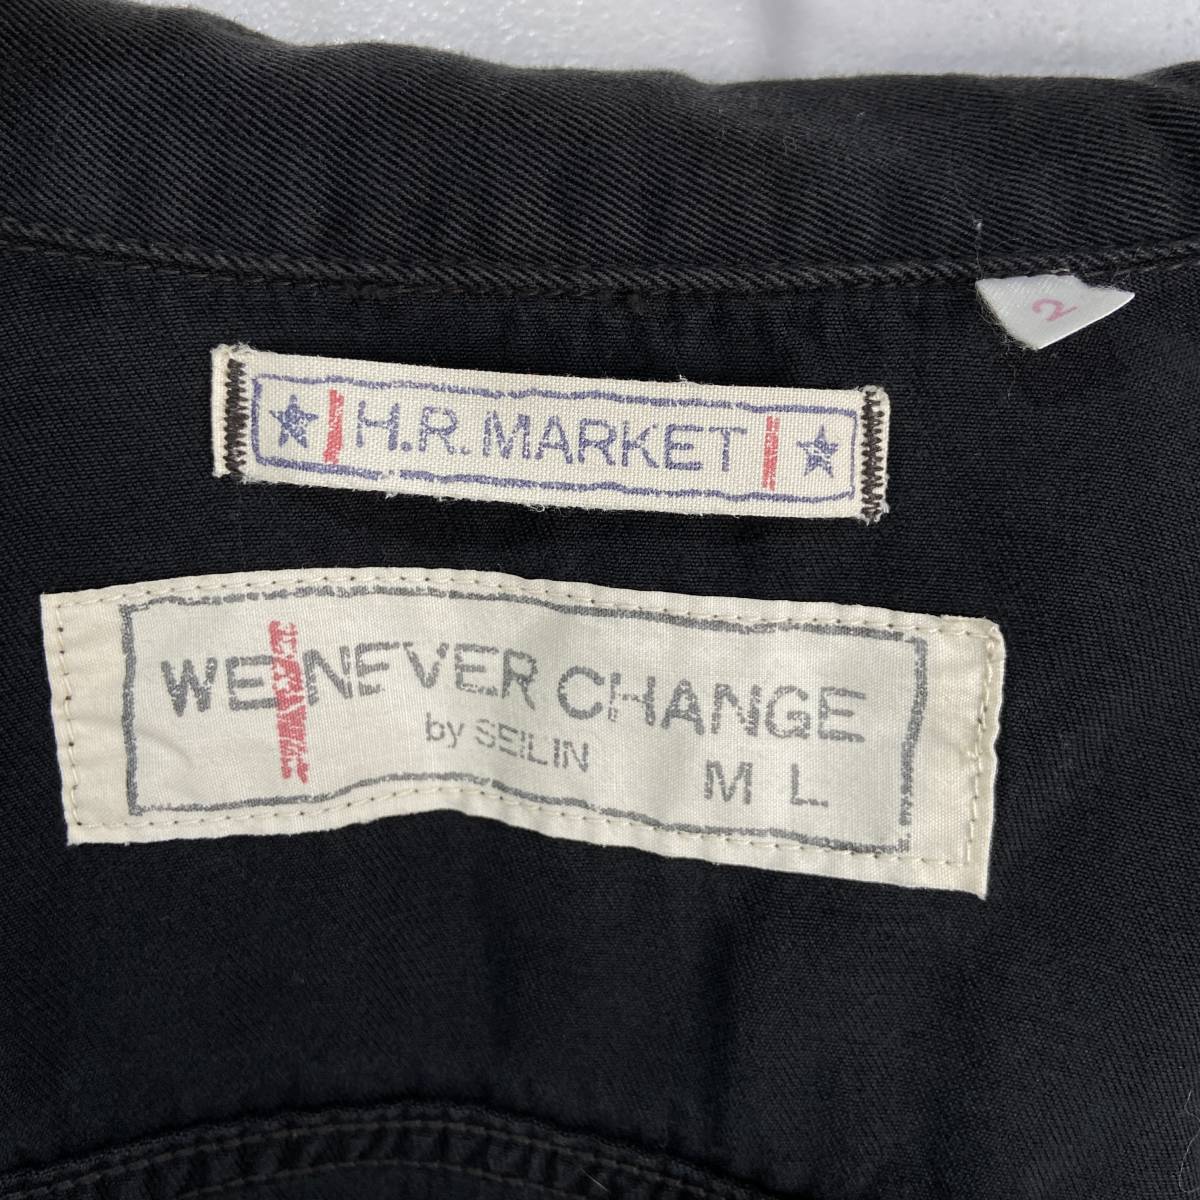 2
H.R. MARKET
WE NEVER CHANGE
by SEILIN
M L